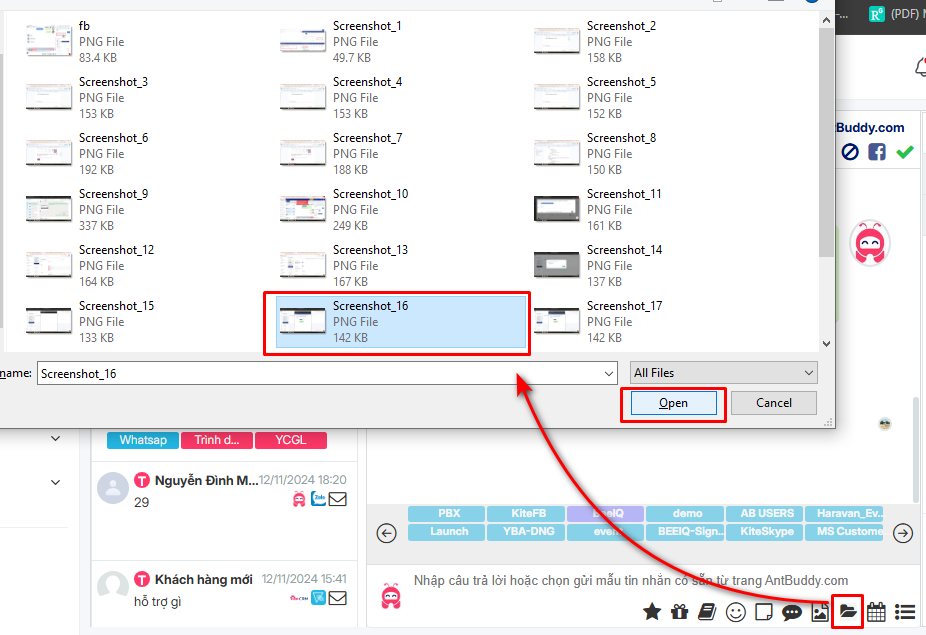 fb
PNG File
83.4 KB
Screenshot_1
PNG File
49.7 KB
Screenshot_2
PNG File
158 KB
Screenshot_3
PNG File
153 KB
Screenshot_4
PNG File
153 KB
Screenshot_5
PNG File
152 KB
Screenshot_6
PNG File
192 KB
Screenshot_7
PNG File
188 KB
Screenshot_8
PNG File
150 KB
Screenshot_9
PNG File
337 KB
Screenshot_10
PNG File
249 KB
Screenshot_11
PNG File
161 KB
Screenshot_12
PNG File
164 KB
Screenshot_13
PNG File
167 KB
Screenshot_14
PNG File
137 KB
Screenshot_15
PNG File
133 KB
Screenshot_16
PNG File
142 KB
Screenshot_17
PNG File
142 KB
name: Screenshot_16
All Files
Open
Cancel
(PDF)
Buddy.com
Whatsap
Trình d...
YCGL
T Nguyễn Đình M... 12/11/2024 18:20
29
T Khách hàng mới 12/11/2024 15:41
hỗ trợ gì
PBX KiteFB demo AB USERS Haravan_Ev..
Launch YBA-DNG BEEIQ-Sign.. KiteSkype MS Custome
Nhập câu trả lời hoặc chọn gửi mẫu tin nhắn có sẵn từ trang AntBuddy.com